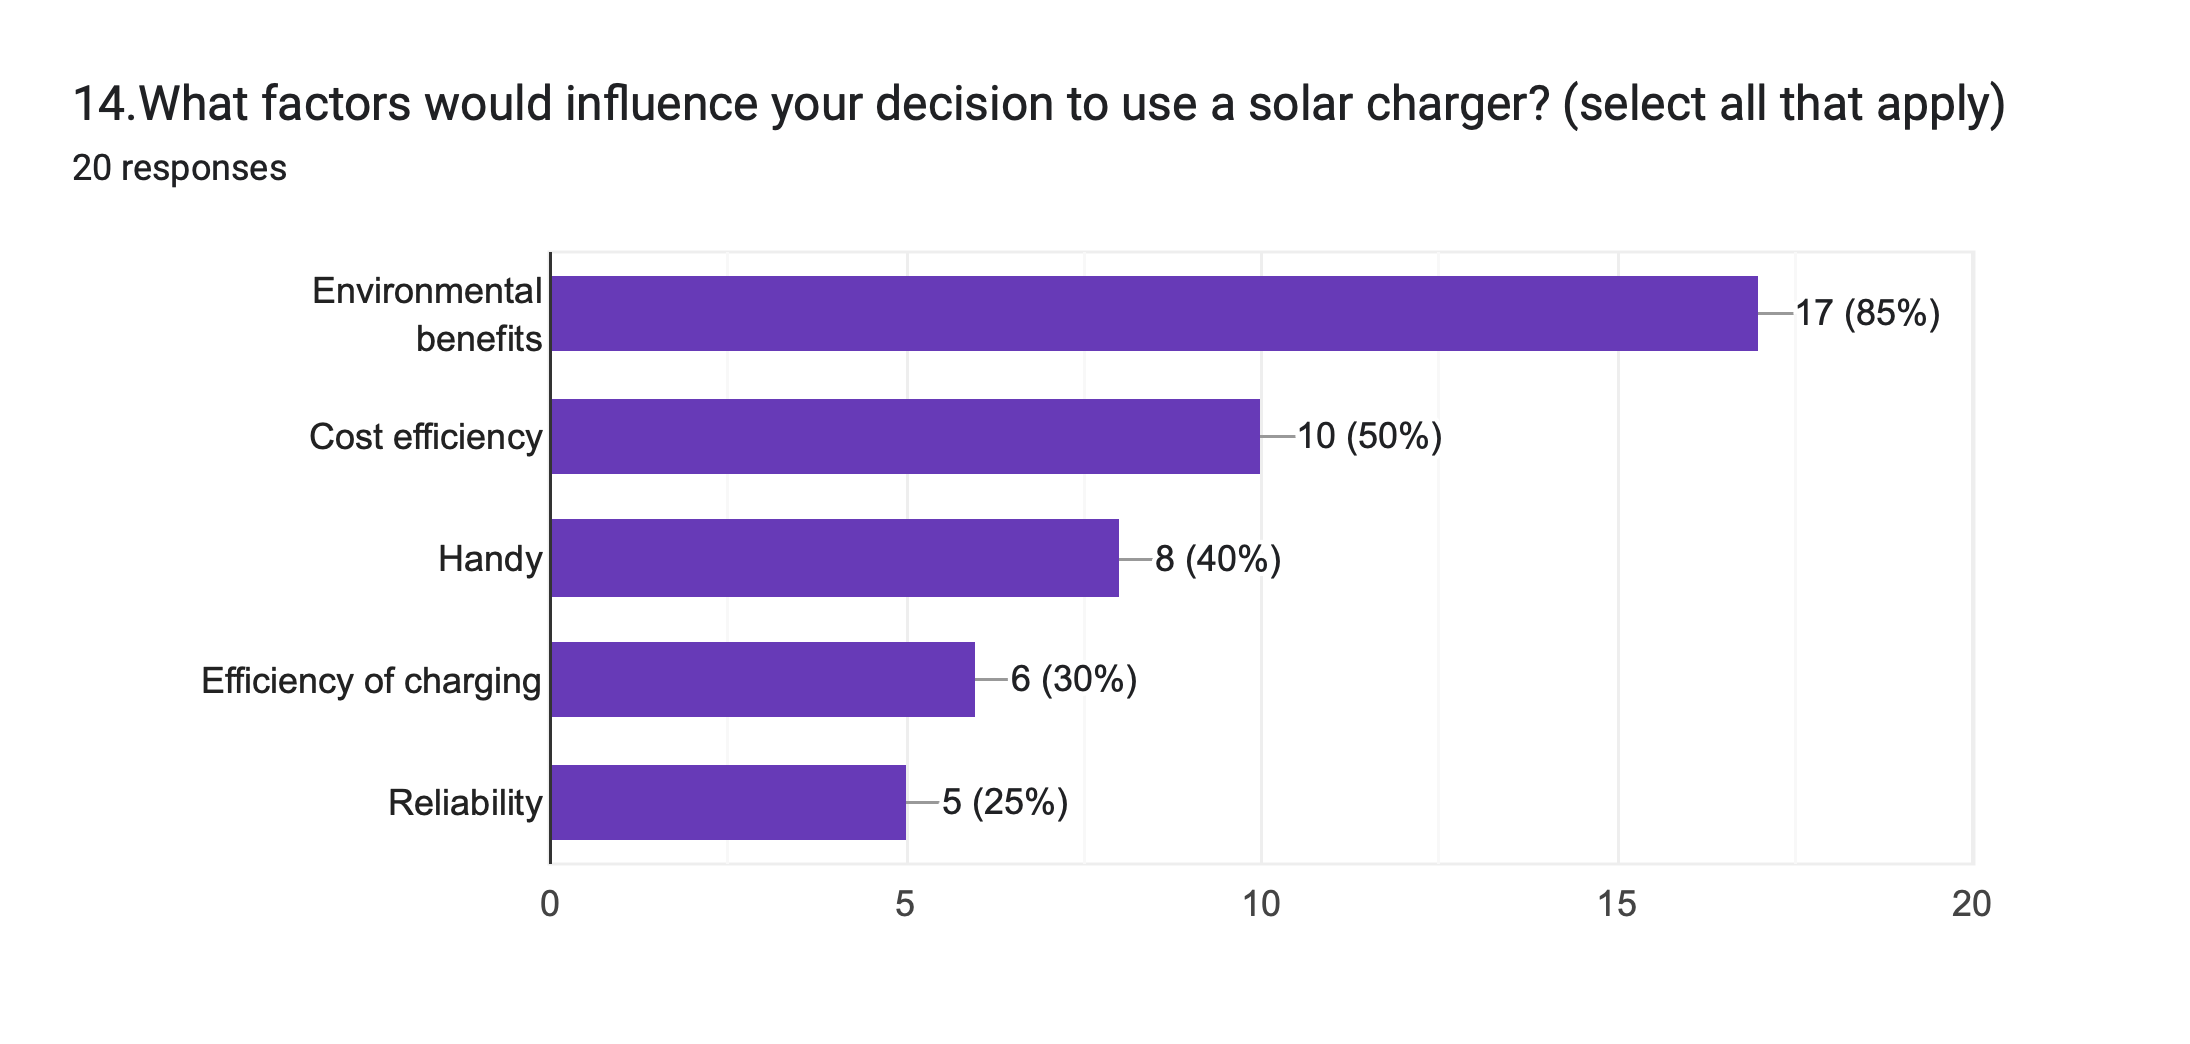 14.What factors would influence your decision to use a solar charger? (select all that apply)
20 responses
Environmental
benefits
17 (85%)
Cost efficiency
10 (50%)
Handy
8 (40%)
Efficiency of charging
6 (30%)
Reliability
5 (25%)
0 5 10 15 20